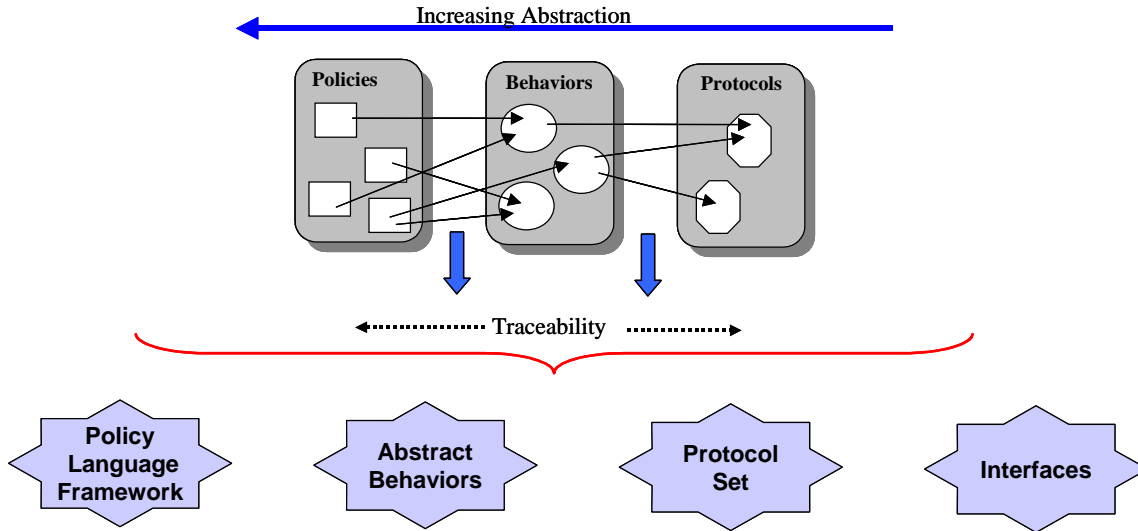 Increasing Abstraction
Policies
Behaviors
Protocols
Traceability
Policy
Language
Framework
Abstract
Behaviors
Protocol
Set
Interfaces